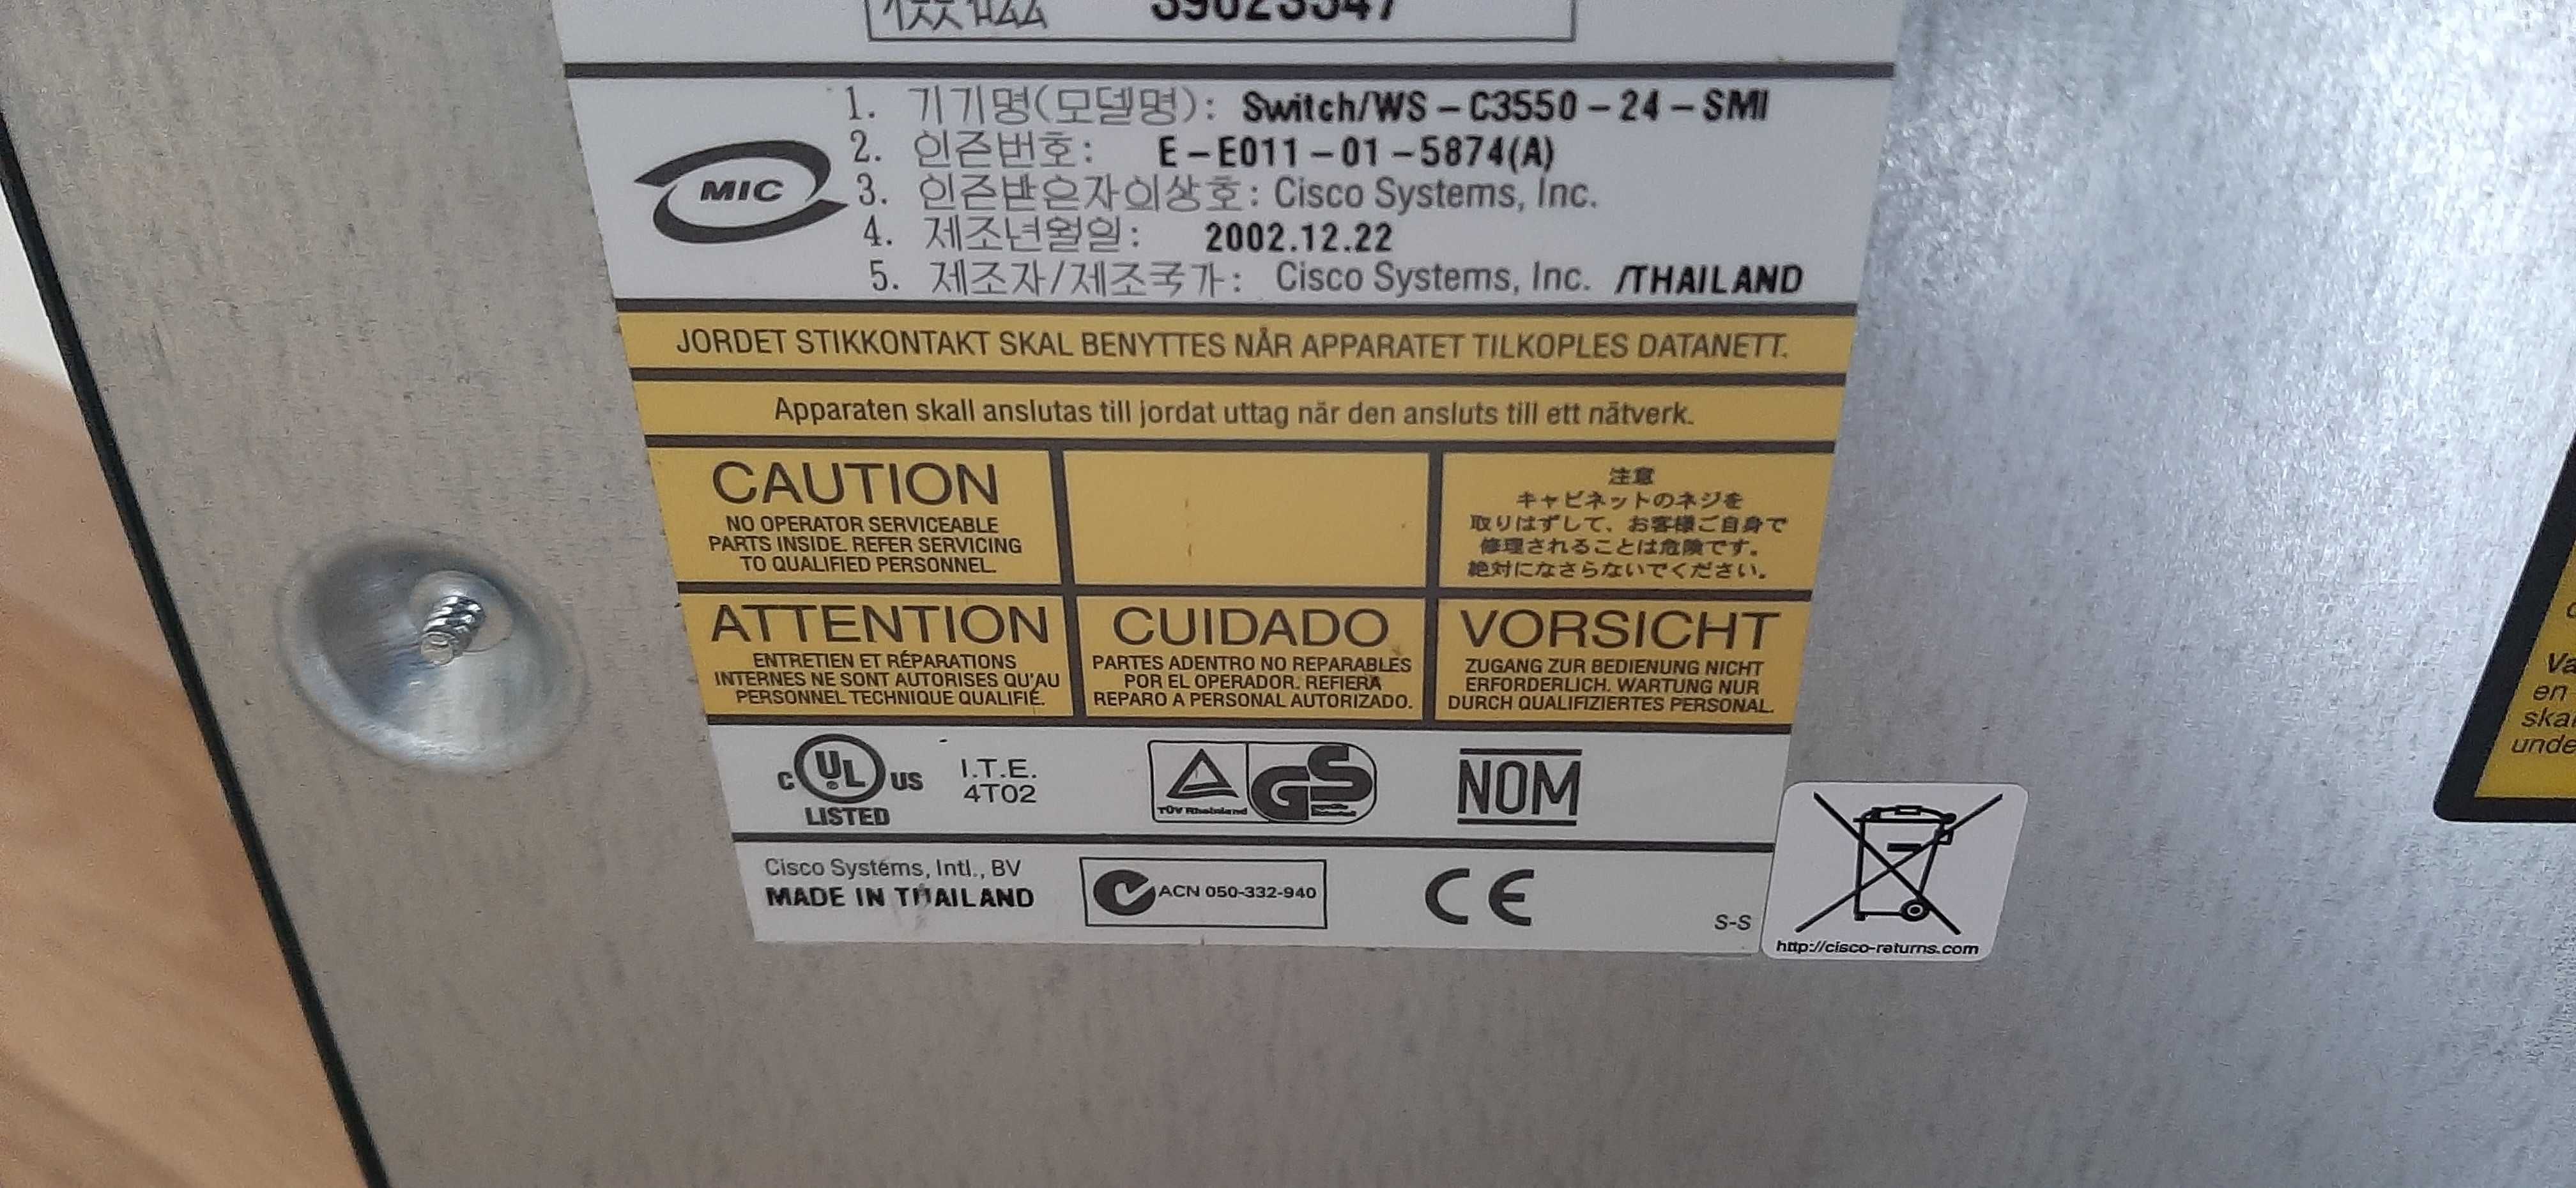 1. 기기명(모델명): Switch/WS-C3550-24-SMI
2. 인증번호: E-E011-01-5874(A)
3. 인증받은자의상호: Cisco Systems, Inc.
4. 제조년월일: 2002.12.22
5. 제조자/제조국가: Cisco Systems, Inc. /THAILAND
MIC
JORDET STIKKONTAKT SKAL BENYTTES NÅR APPARATET TILKOPLES DATANETT.
Apparaten skall anslutas till jordat uttag när den ansluts till ett nätverk.
CAUTION
NO OPERATOR SERVICEABLE
PARTS INSIDE. REFER SERVICING
TO QUALIFIED PERSONNEL.
注意
キャビネットのネジを
取りはずして、お客様ご自身で
修理されることは危険です。
絶対になさらないでください。
ATTENTION
ENTRETIEN ET RÉPARATIONS
INTERNES NE SONT AUTORISES QU'AU
PERSONNEL TECHNIQUE QUALIFIÉ.
CUIDADO
PARTES ADENTRO NO REPARABLES
POR EL OPERADOR. REFIERA
REPARO A PERSONAL AUTORIZADO.
VORSICHT
ZUGANG ZUR BEDIENUNG NICHT
ERFORDERLICH. WARTUNG NUR
DURCH QUALIFIZIERTES PERSONAL.
C UL US
LISTED
I.T.E.
4T02
TÜV Rheinland
GS
NOM
Cisco Systems, Intl., BV
MADE IN THAILAND
ACN 050-332-940
CE
S-S
http://cisco-returns.com
en